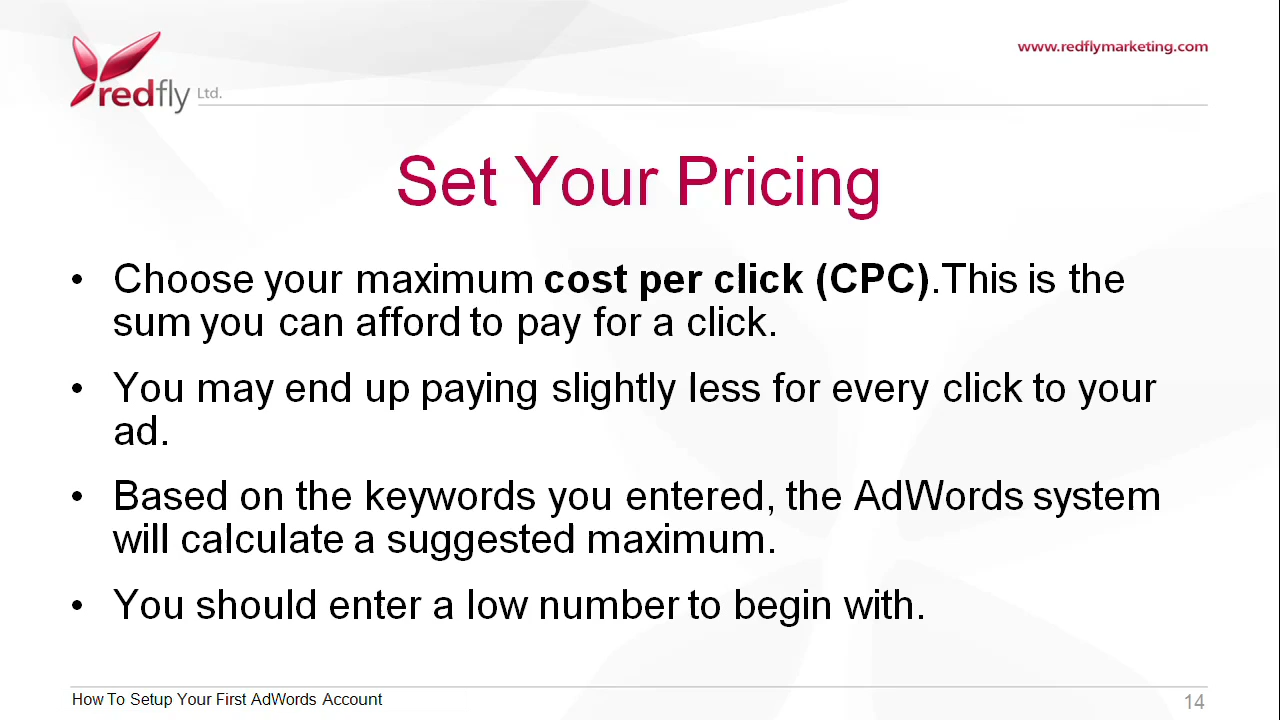 www.redflymarketing.com
redfly Ltd.
Set Your Pricing
• Choose your maximum cost per click (CPC).This is the
sum you can afford to pay for a click.
• You may end up paying slightly less for every click to your
ad.
• Based on the keywords you entered, the AdWords system
will calculate a suggested maximum.
• You should enter a low number to begin with.
How To Setup Your First AdWords Account
14